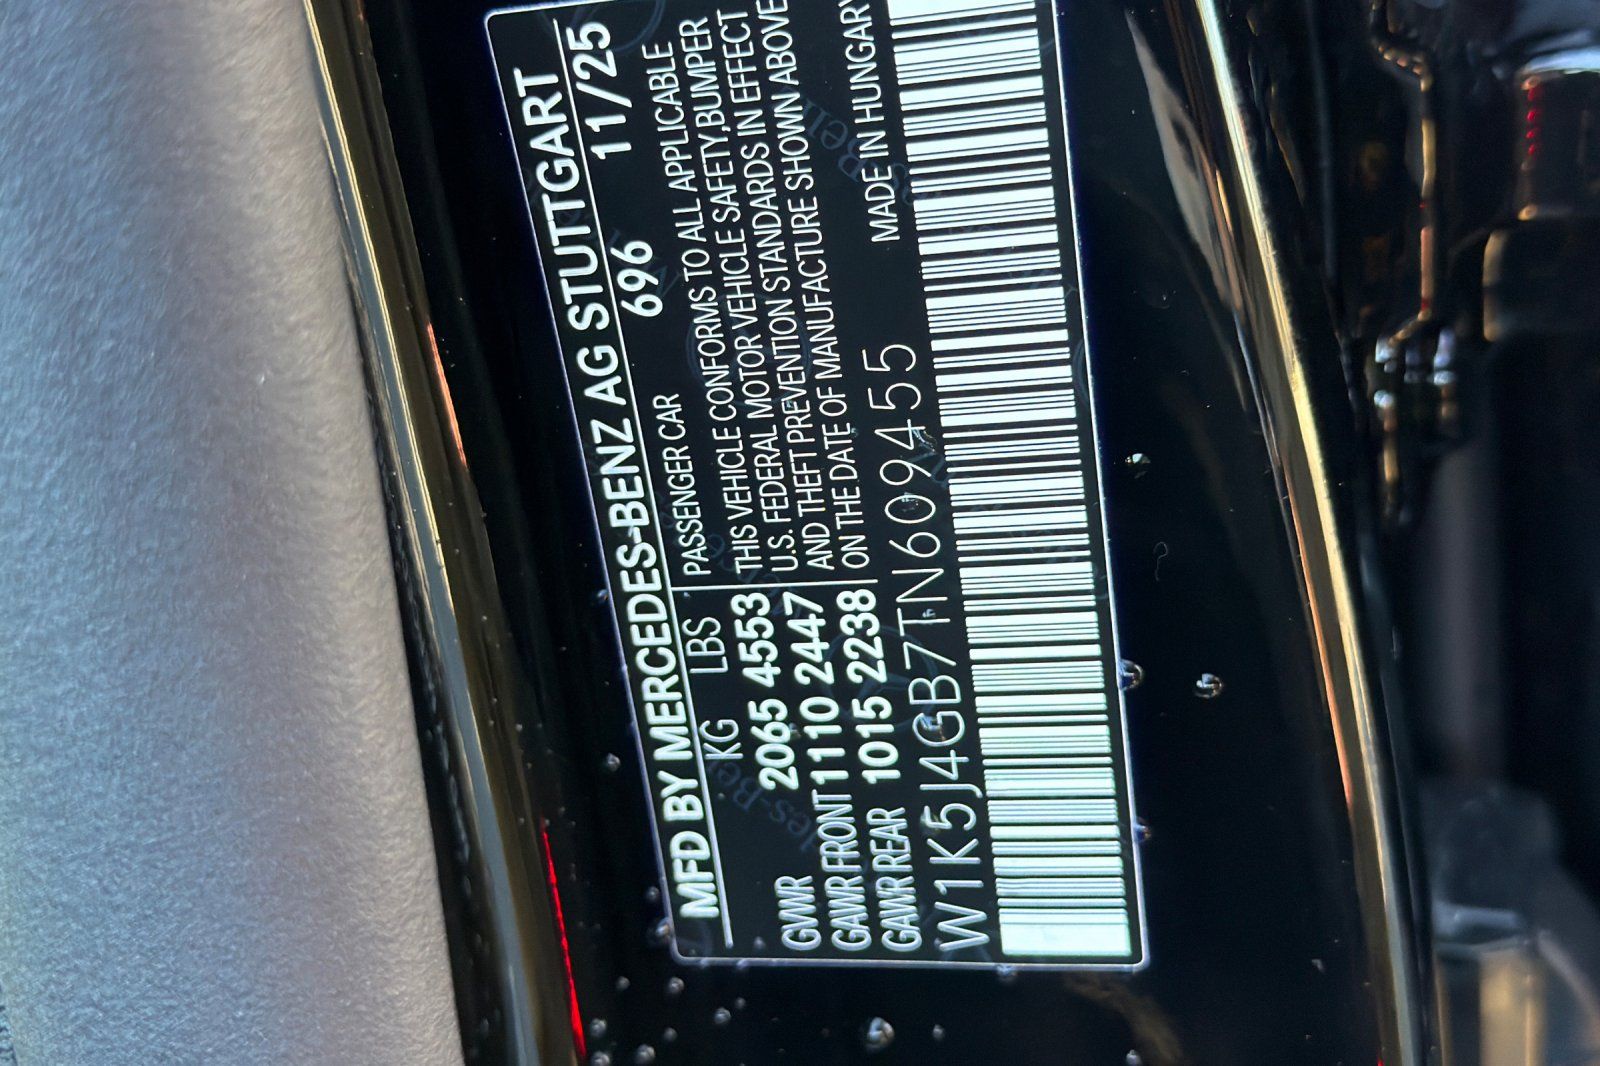 MFD BY MERCEDES-BENZ AG STUTTGART
696 11/25
KG LBS PASSENGER CAR
GVWR 2065 4553
GAWR FRONT 1110 2447
GAWR REAR 1015 2238
THIS VEHICLE CONFORMS TO ALL APPLICABLE
U.S. FEDERAL MOTOR VEHICLE SAFETY,BUMPER
AND THEFT PREVENTION STANDARDS IN EFFECT
ON THE DATE OF MANUFACTURE SHOWN ABOVE
MADE IN HUNGARY
W1K5J4GB7TN609455